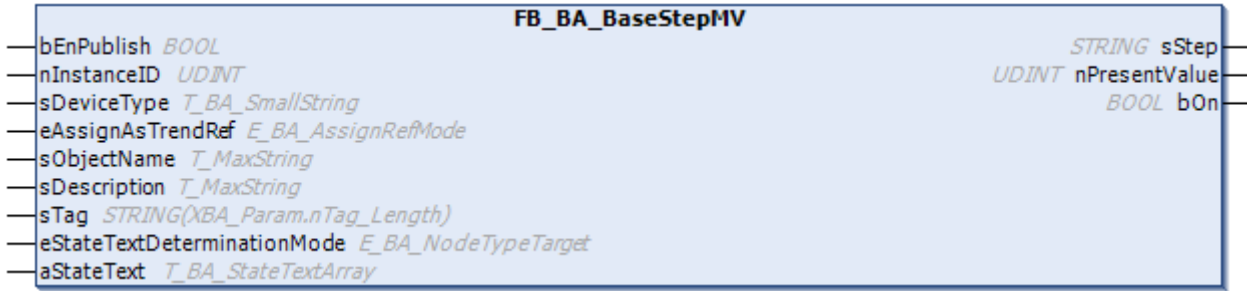 FB_BA_BaseStepMV
bEnPublish BOOL STRING sStep
nInstanceID UDINT UDINT nPresentValue
sDeviceType T_BA_SmallString BOOL bOn
eAssignAsTrendRef E_BA_AssignRefMode
sObjectName T_MaxString
sDescription T_MaxString
sTag STRING(XBA_Param.nTag_Length)
eStateTextDeterminationMode E_BA_NodeTypeTarget
aStateText T_BA_StateTextArray